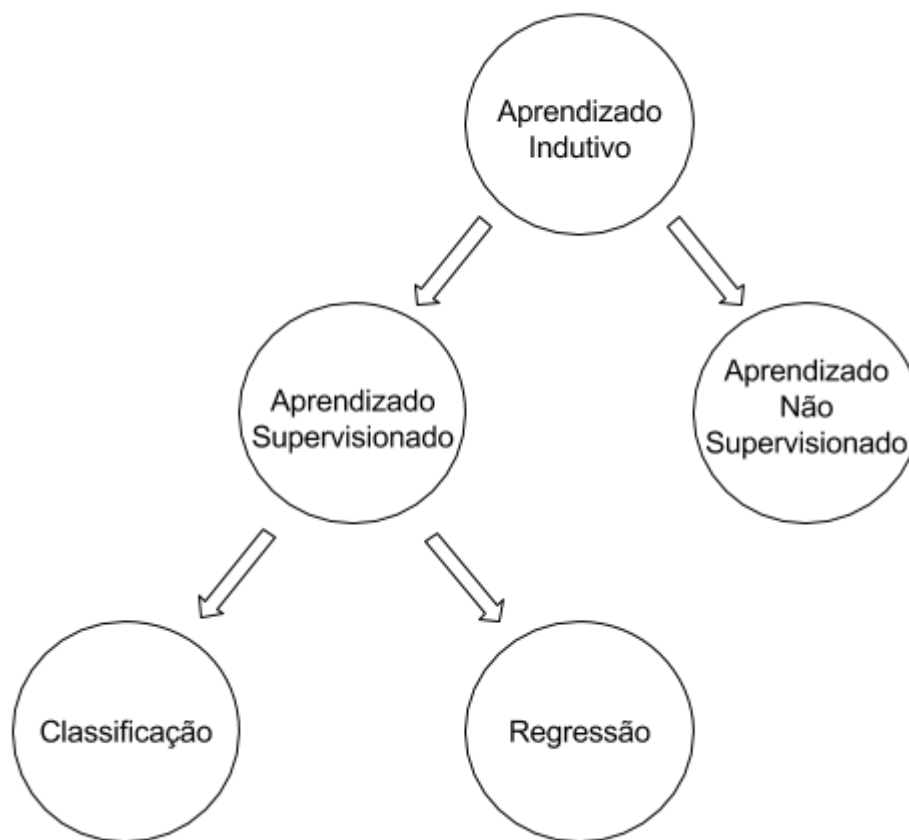 Aprendizado
Indutivo
Aprendizado
Supervisionado
Aprendizado
Não
Supervisionado
Classificação
Regressão